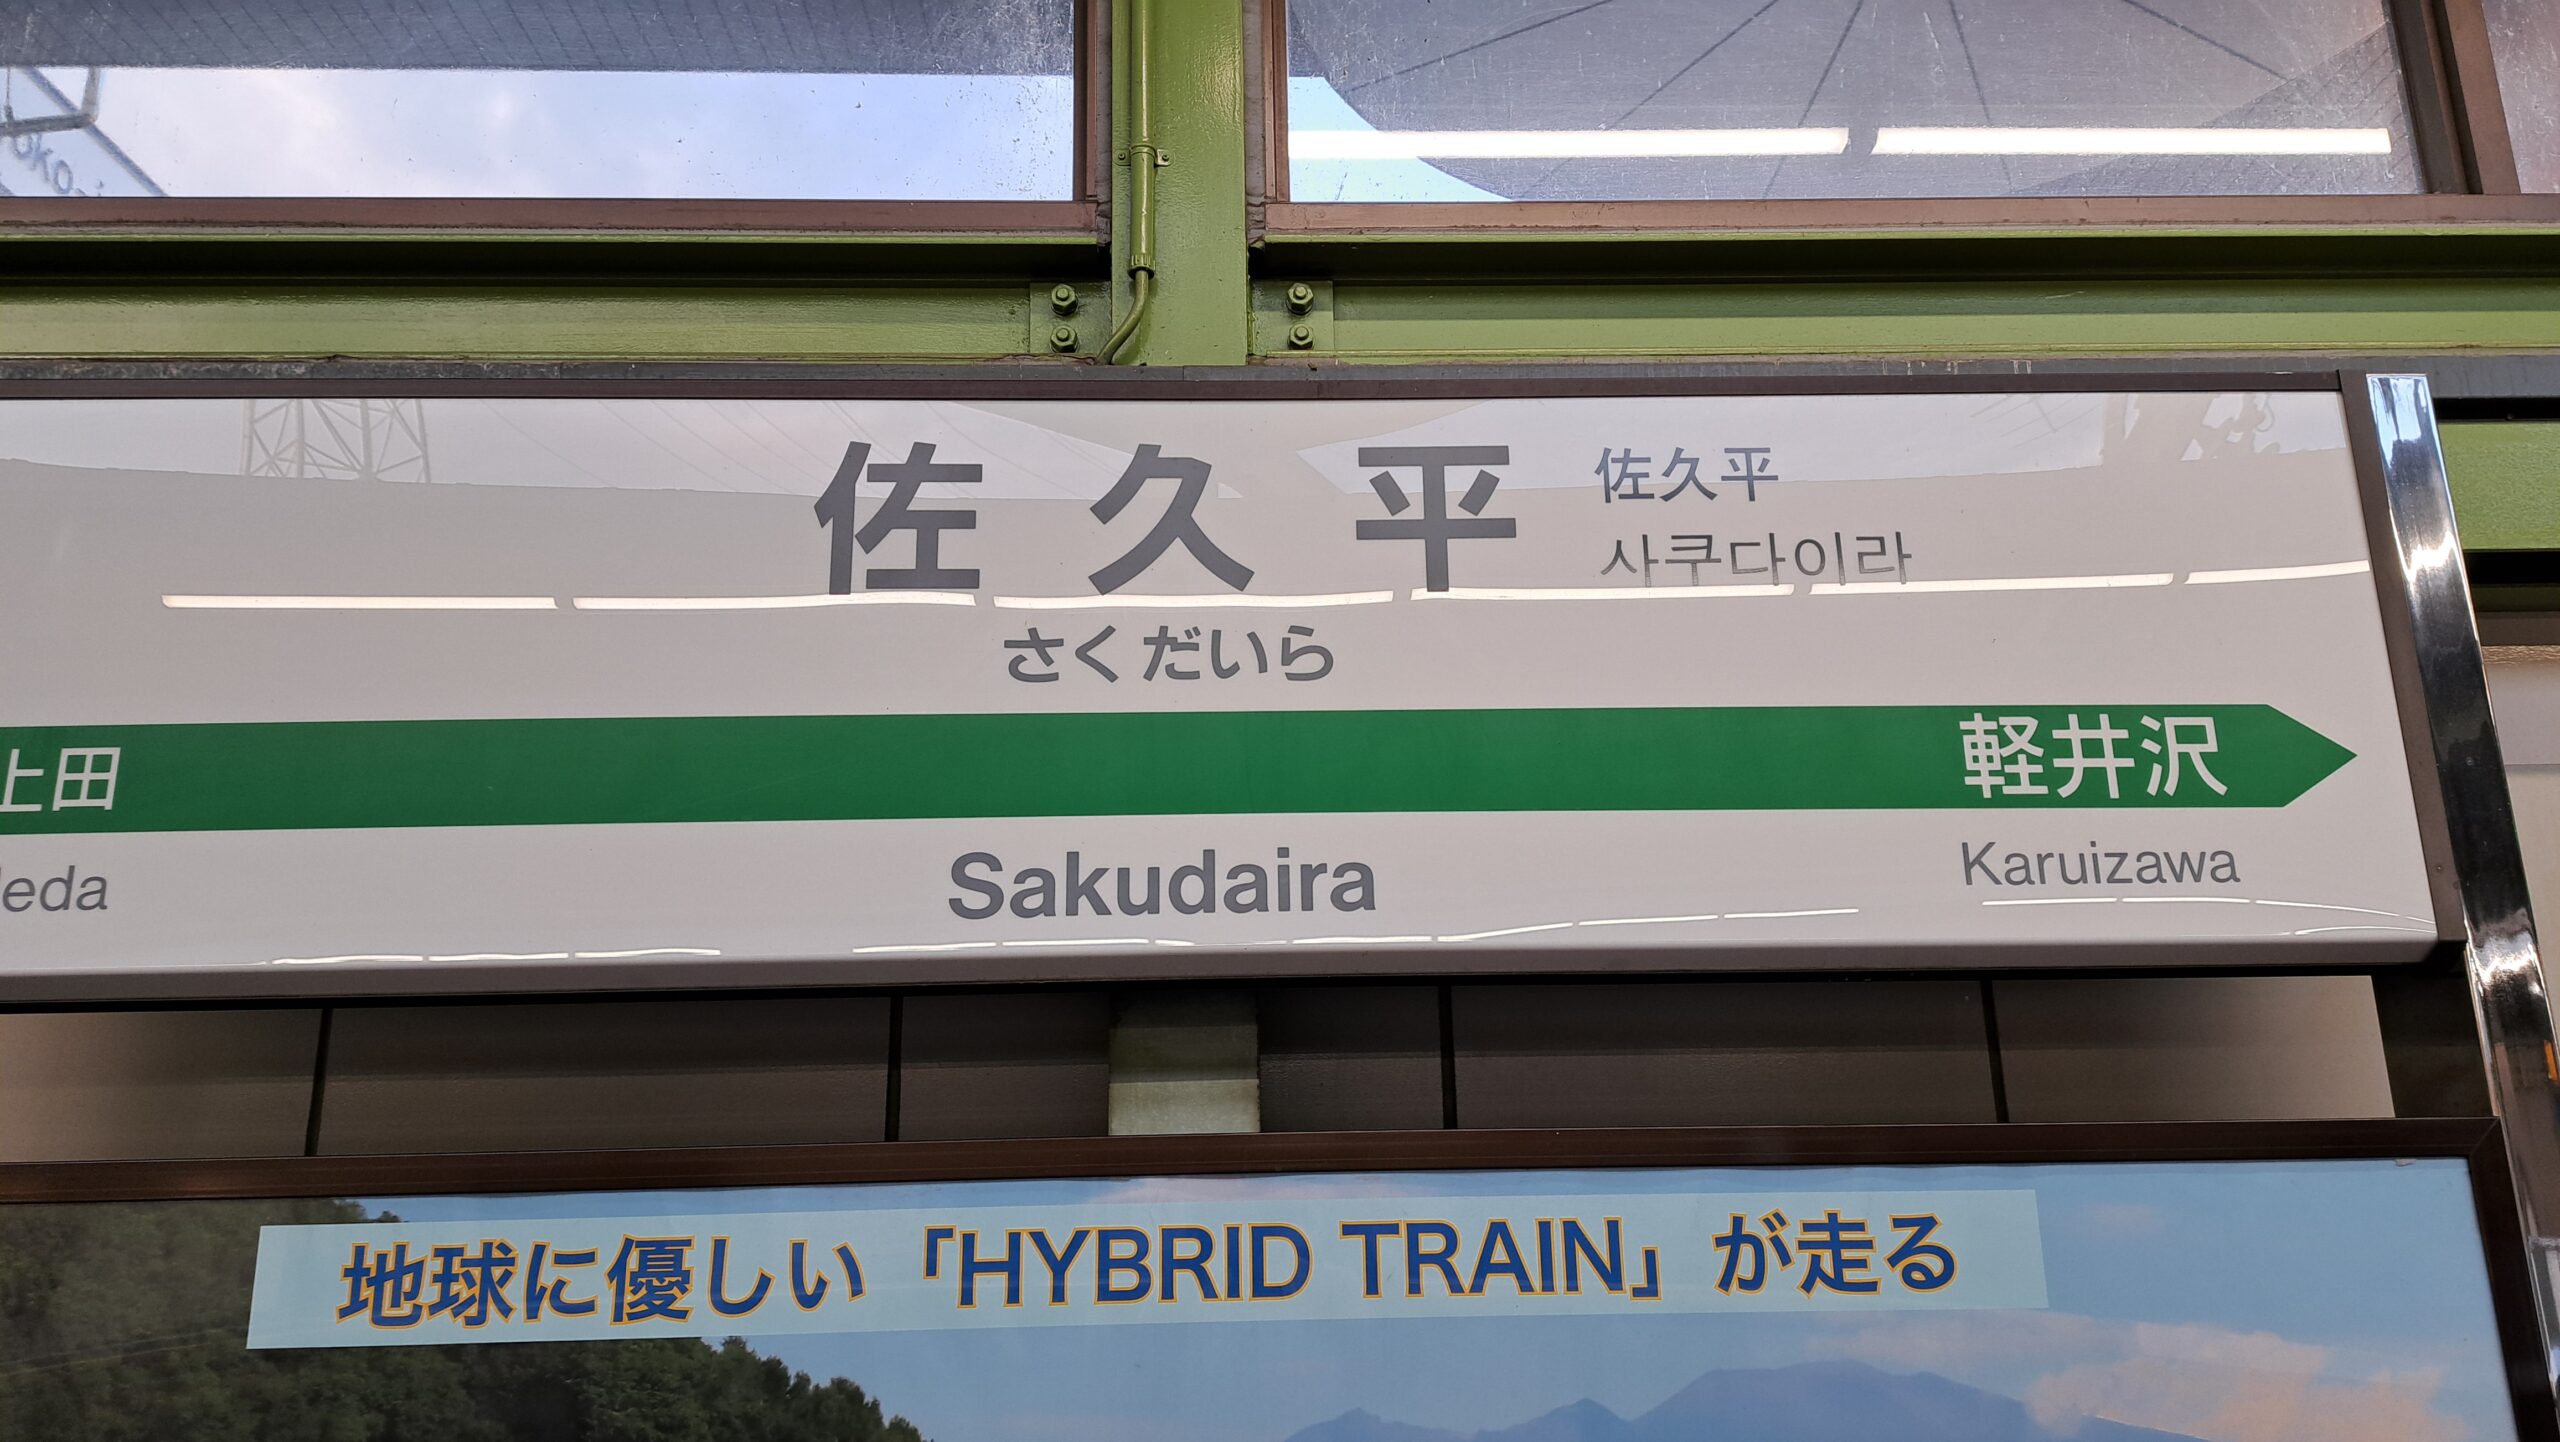 佐久平
佐久平
사쿠다이라
さくだいら
上田
軽井沢
Sakudaira
Karuizawa
地球に優しい「HYBRID TRAIN」が走る